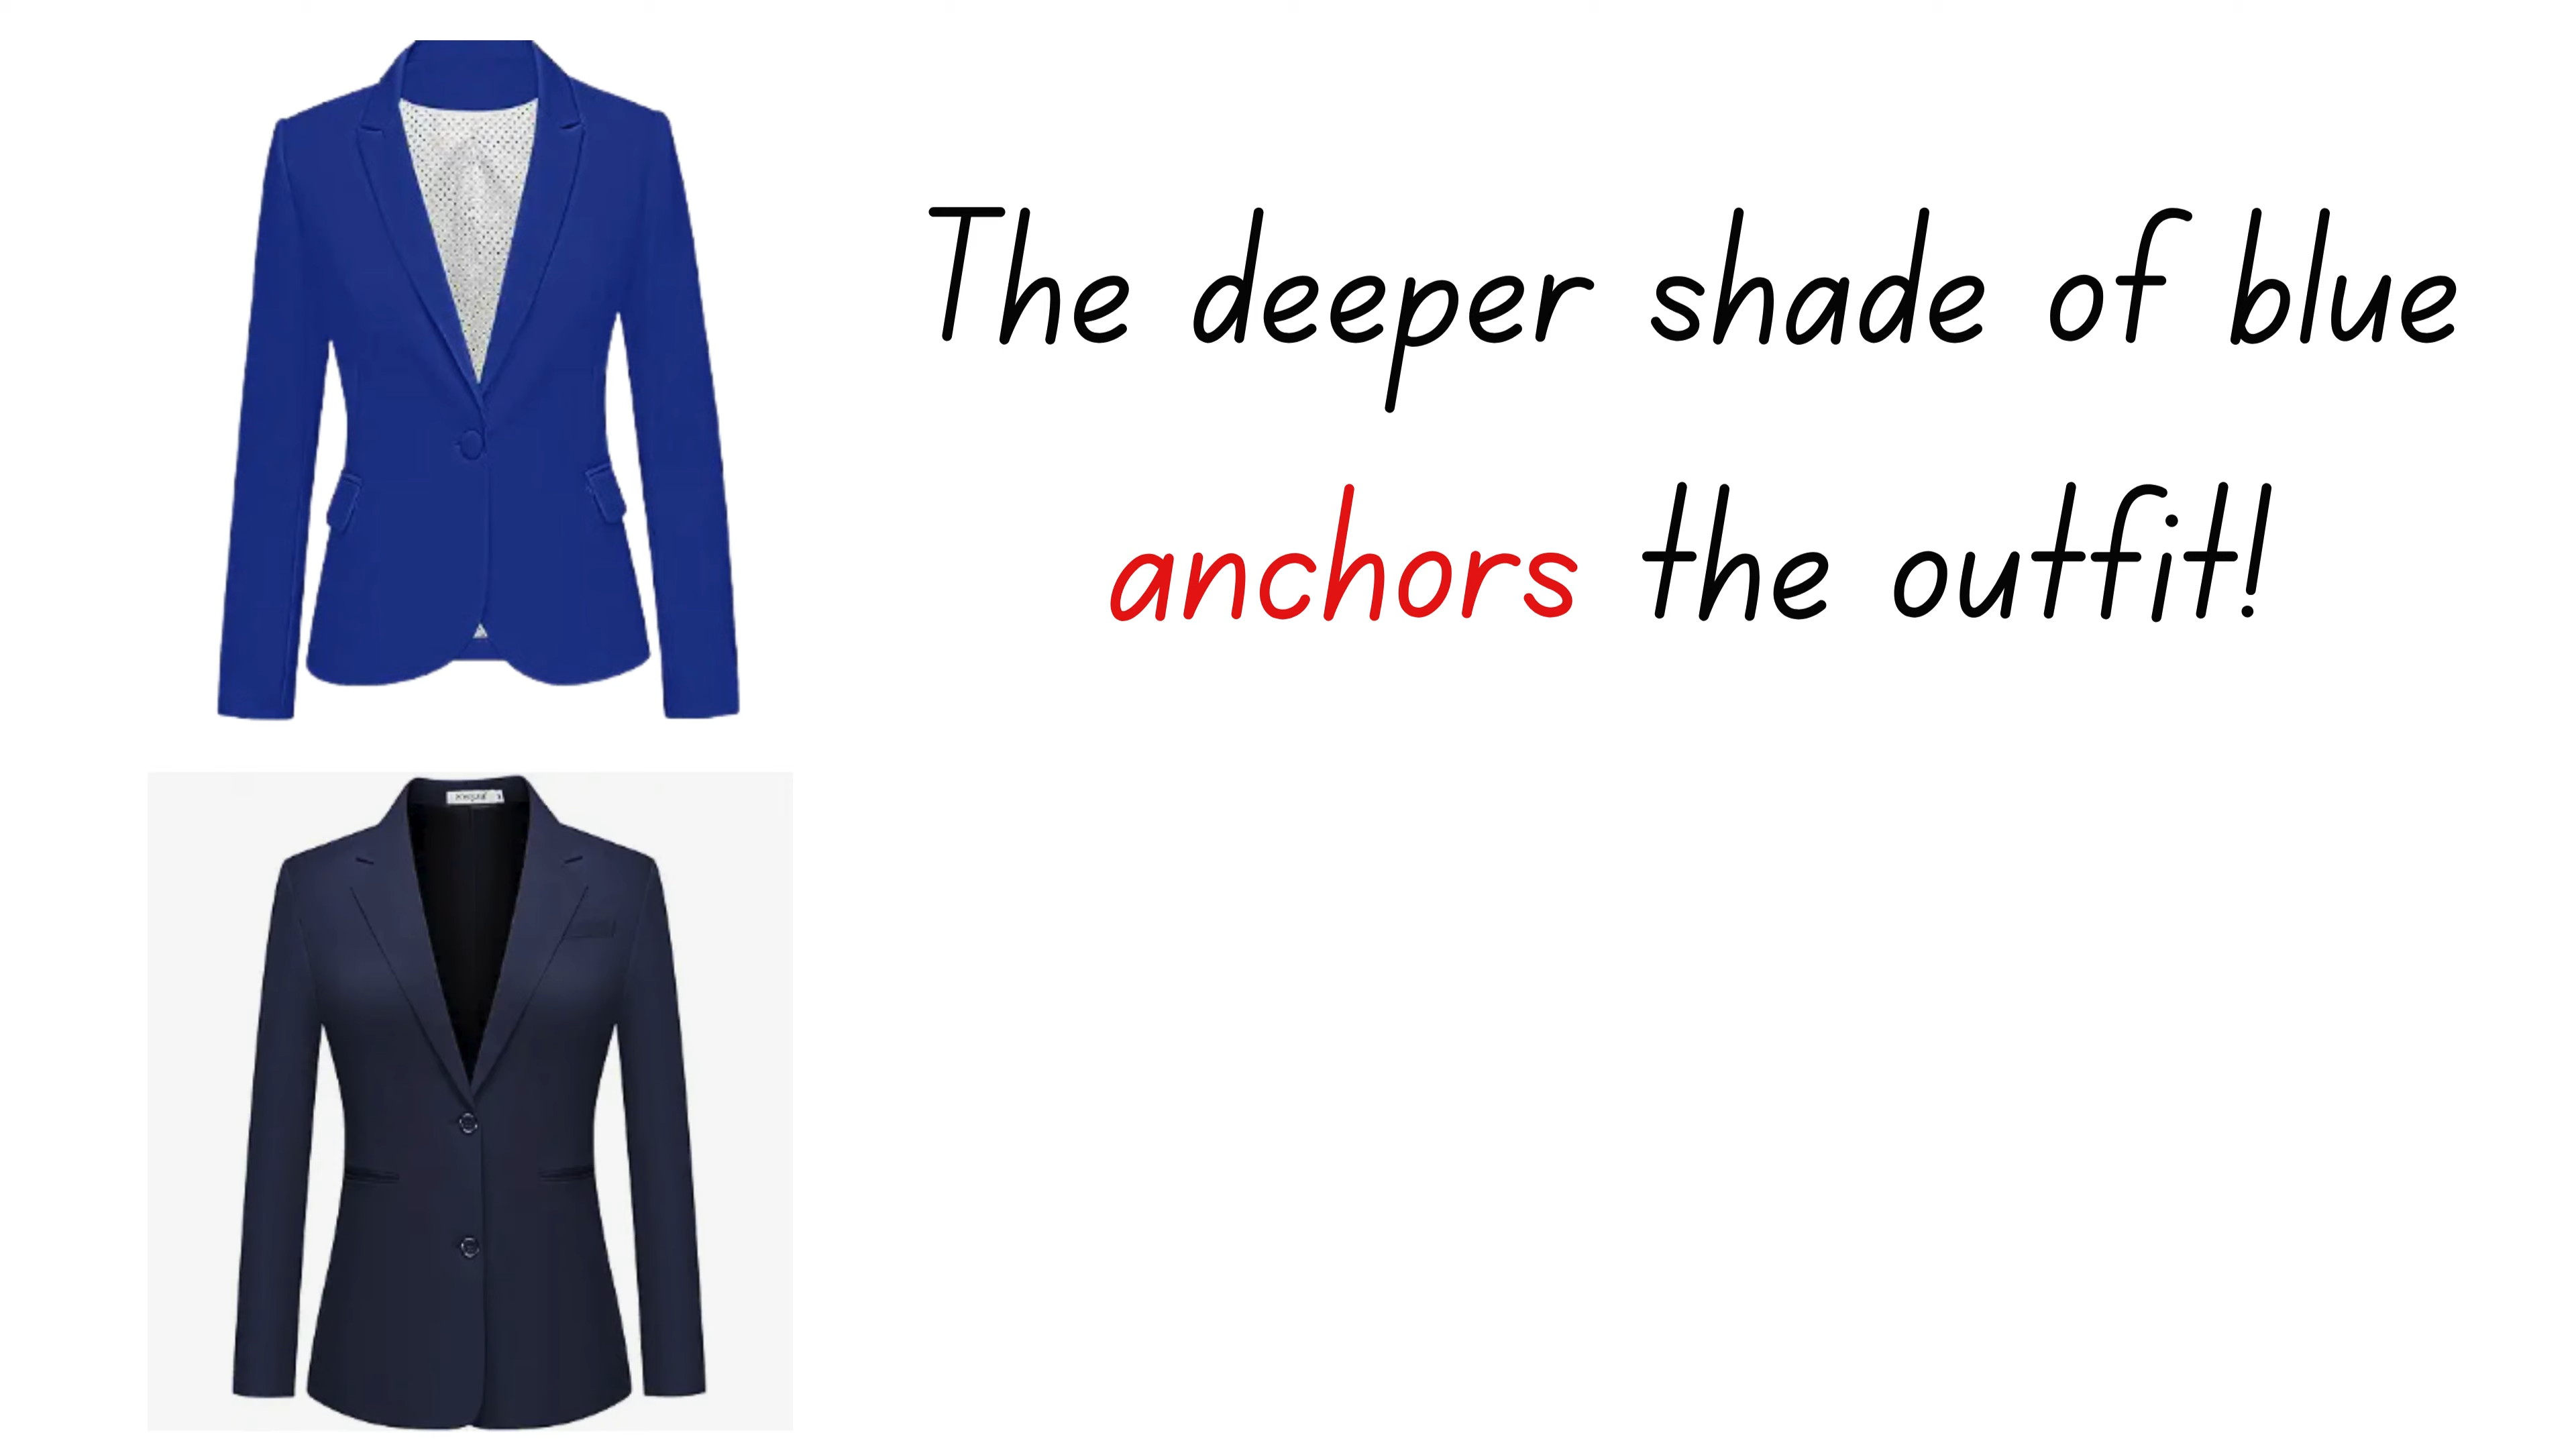 The deeper shade of blue
anchors the outfit!